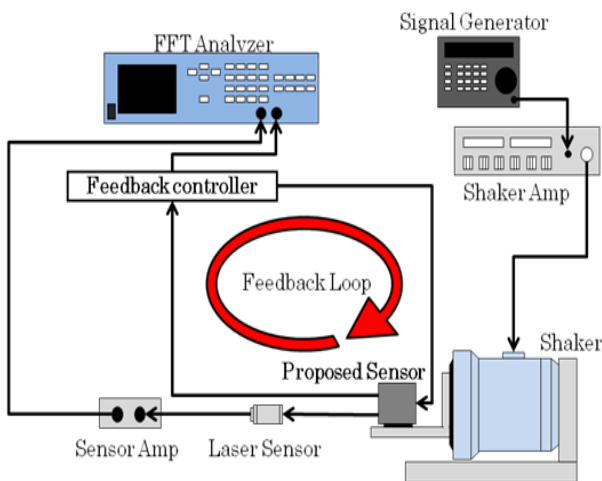 FFT Analyzer
Signal Generator
Feedback controller
Shaker Amp
Feedback Loop
Shaker
Proposed Sensor
Sensor Amp
Laser Sensor